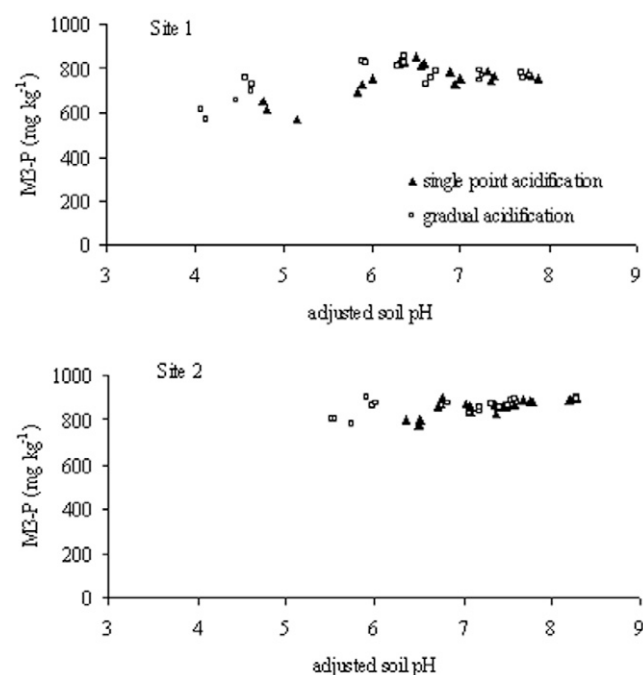 Site 1
1000
800
600
400
200
0
M3-P (mg kg-1)
single point acidification
gradual acidification
3 4 5 6 7 8 9
adjusted soil pH
Site 2
1000
800
600
400
200
0
M3-P (mg kg-1)
3 4 5 6 7 8 9
adjusted soil pH